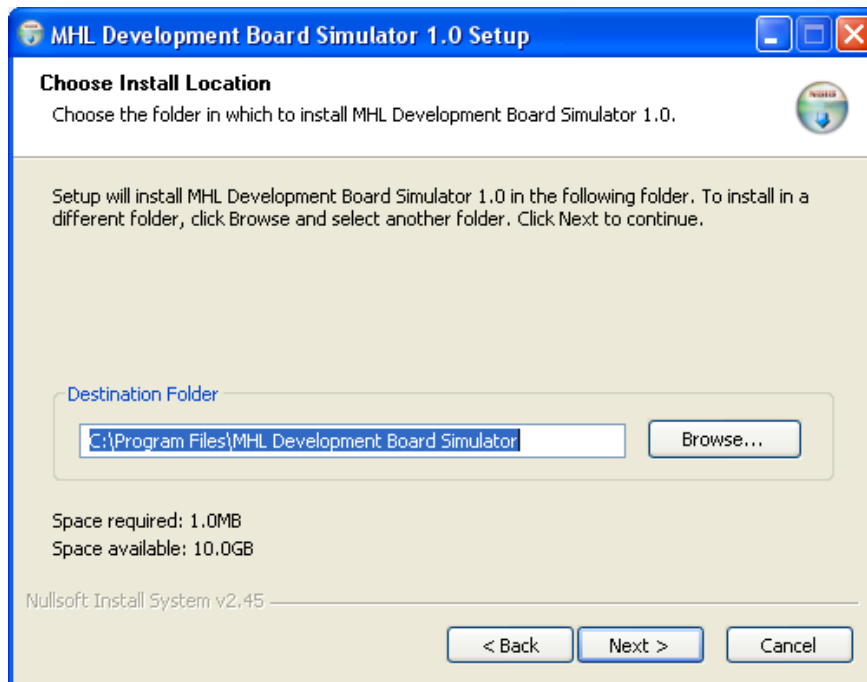 MHL Development Board Simulator 1.0 Setup
Choose Install Location
Choose the folder in which to install MHL Development Board Simulator 1.0.
Setup will install MHL Development Board Simulator 1.0 in the following folder. To install in a
different folder, click Browse and select another folder. Click Next to continue.
Destination Folder
C:\Program Files\MHL Development Board Simulator
Browse...
Space required: 1.0MB
Space available: 10.0GB
Nullsoft Install System v2.45
< Back
Next >
Cancel